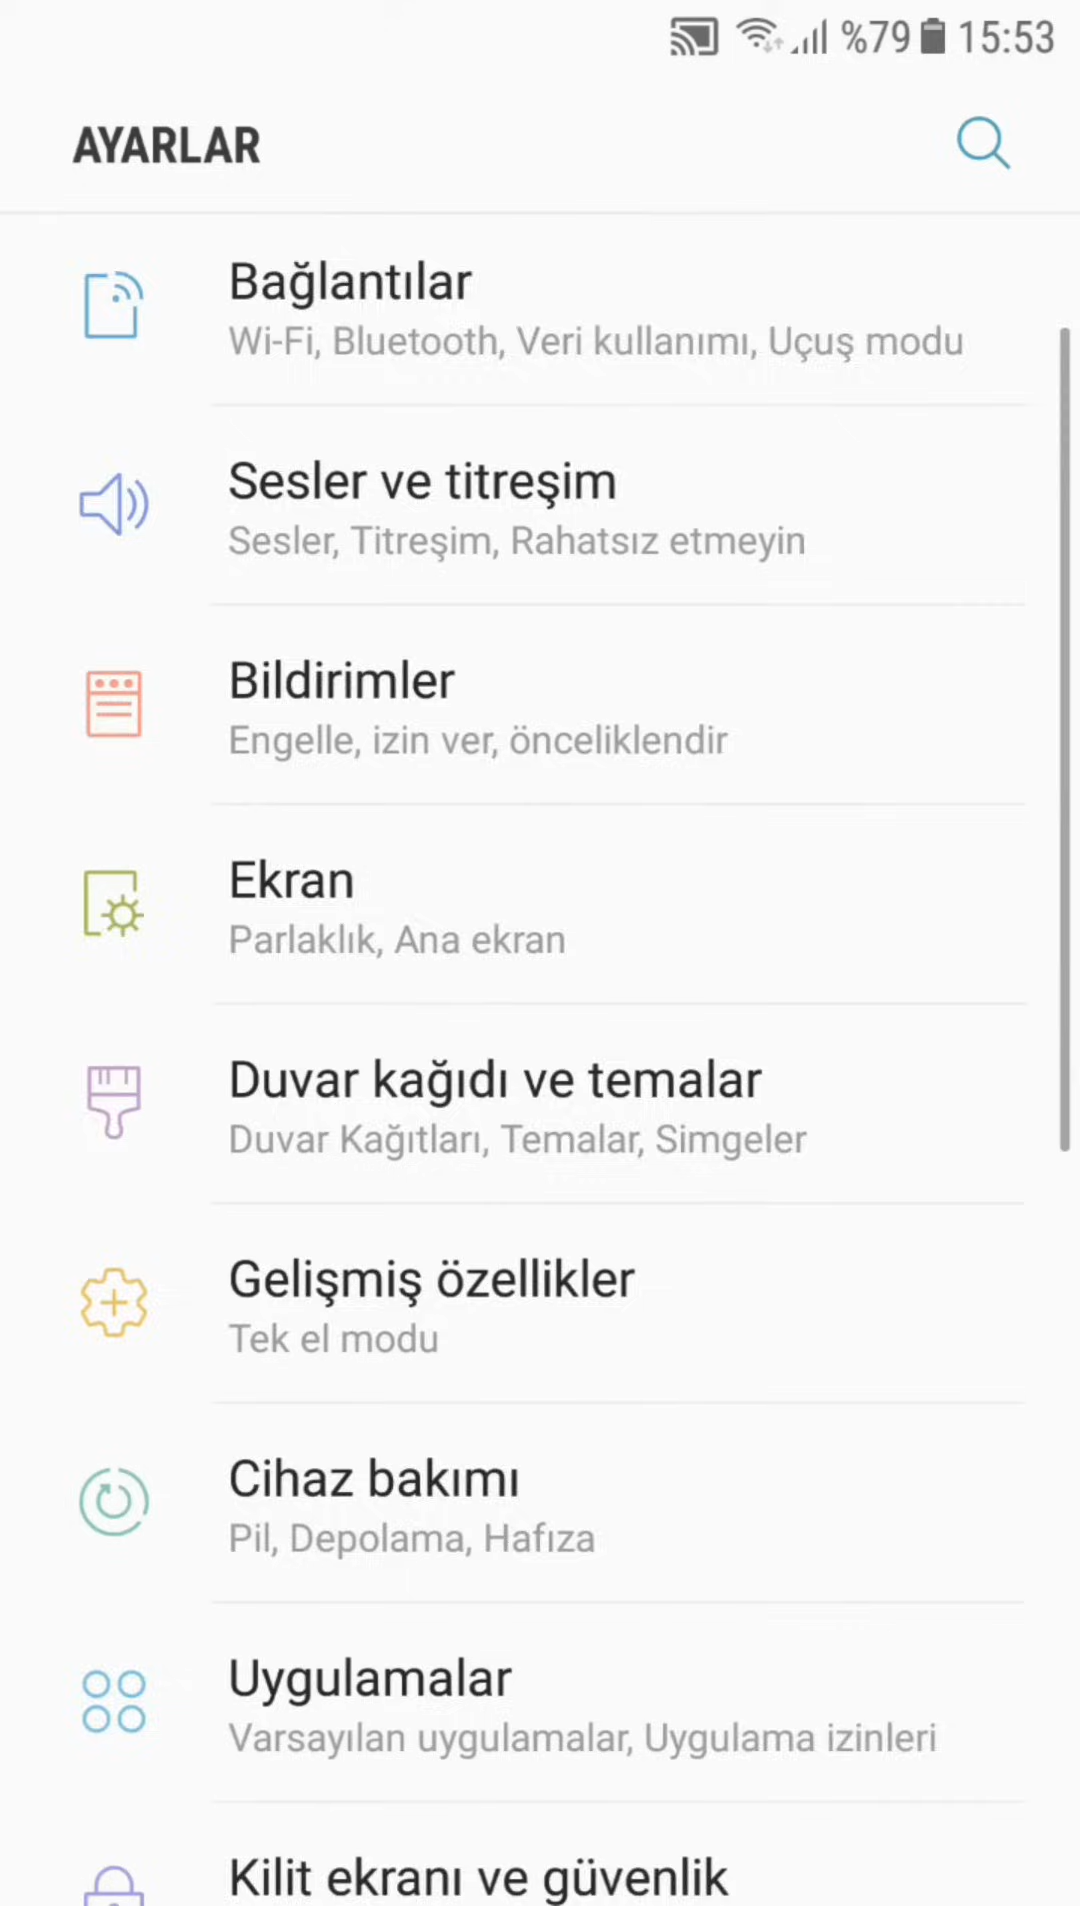 %79 15:53
AYARLAR
Bağlantılar
Wi-Fi, Bluetooth, Veri kullanımı, Uçuş modu
Sesler ve titreşim
Sesler, Titreşim, Rahatsız etmeyin
Bildirimler
Engelle, izin ver, önceliklendir
Ekran
Parlaklık, Ana ekran
Duvar kağıdı ve temalar
Duvar Kağıtları, Temalar, Simgeler
Gelişmiş özellikler
Tek el modu
Cihaz bakımı
Pil, Depolama, Hafıza
Uygulamalar
Varsayılan uygulamalar, Uygulama izinleri
Kilit ekranı ve güvenlik